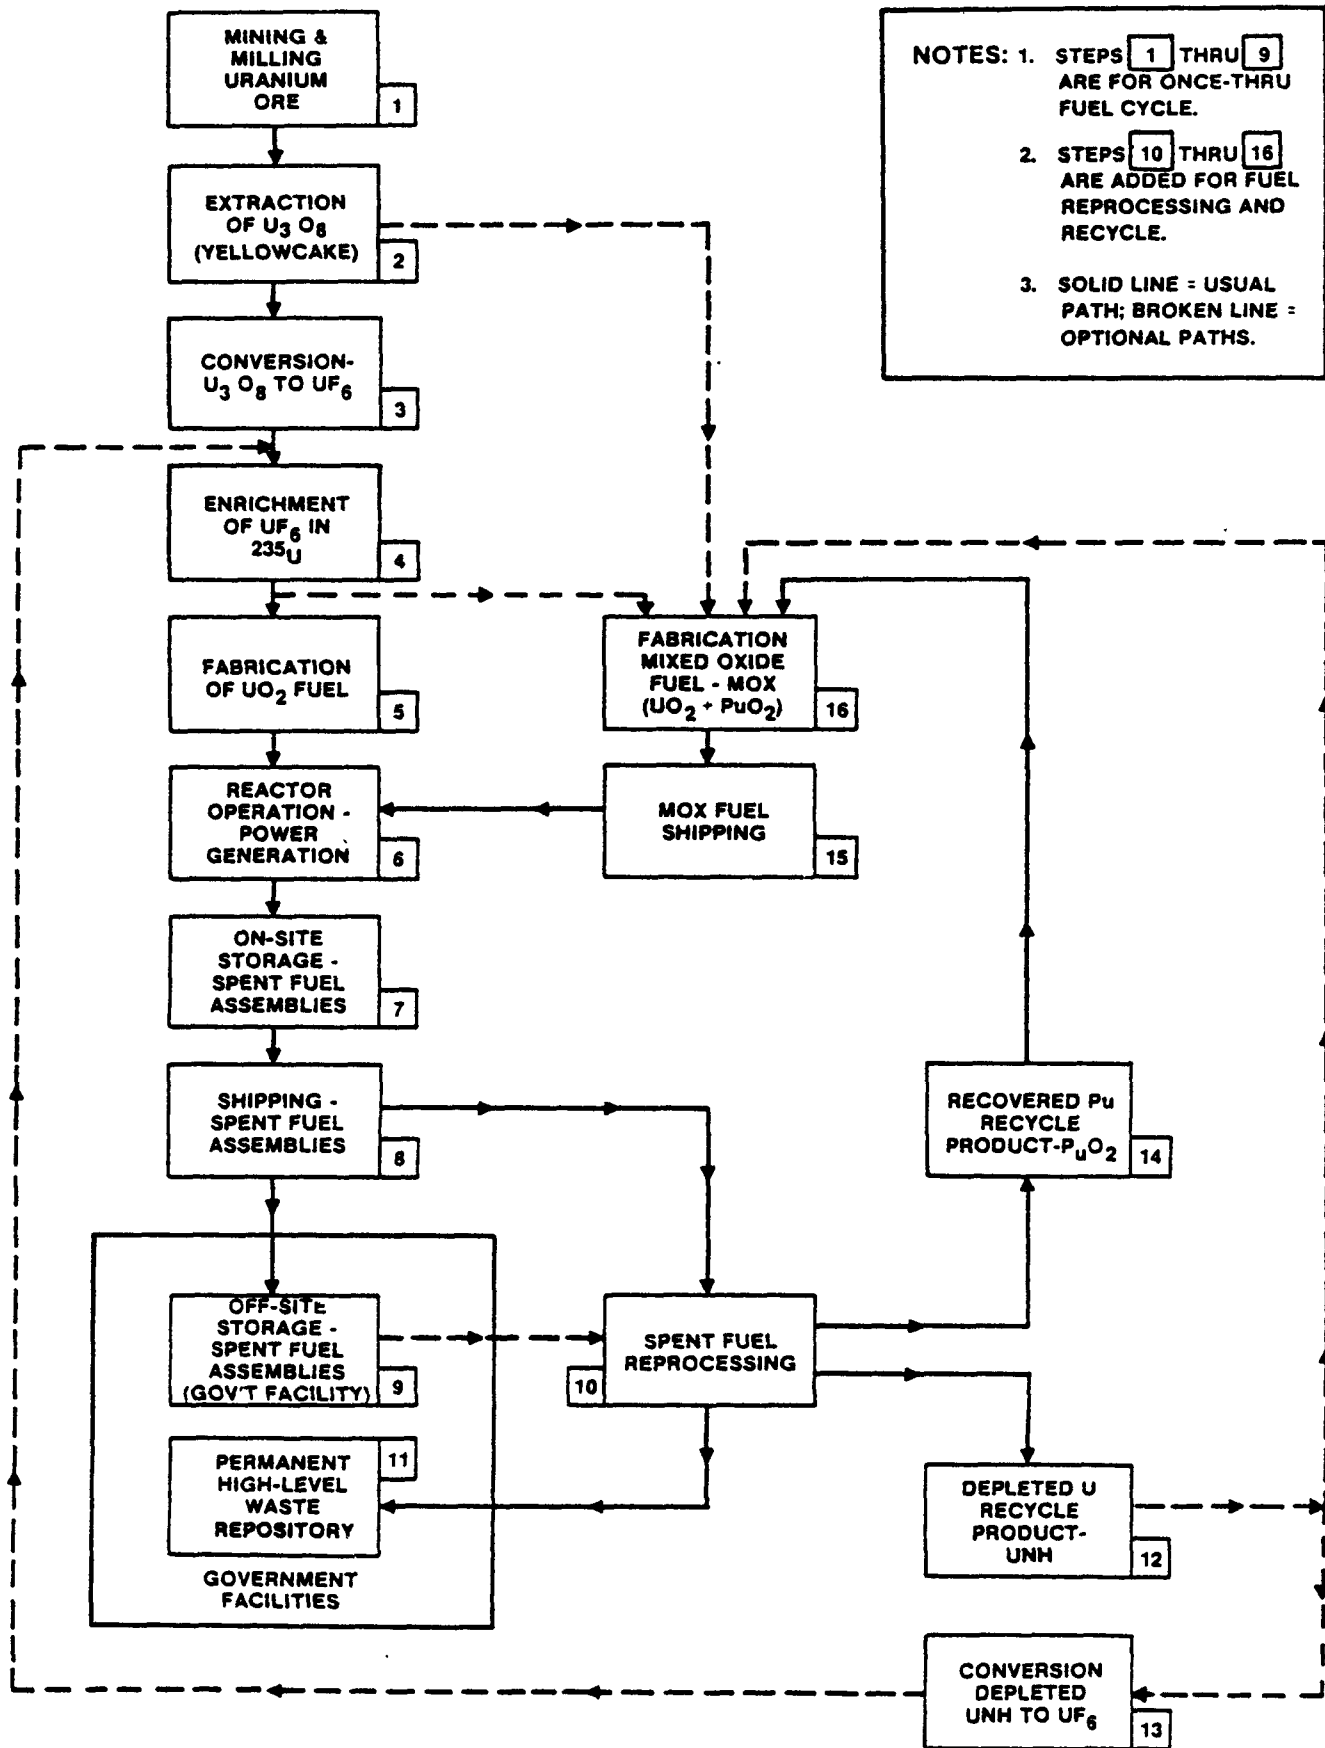 MINING &
MILLING
URANIUM
ORE
1
NOTES: 1. STEPS 1 THRU 9
ARE FOR ONCE-THRU
FUEL CYCLE.
2. STEPS 10 THRU 16
ARE ADDED FOR FUEL
REPROCESSING AND
RECYCLE.
3. SOLID LINE = USUAL
PATH; BROKEN LINE =
OPTIONAL PATHS.
EXTRACTION
OF U3 O8
(YELLOWCAKE)
2
CONVERSION-
U3 O8 TO UF6
3
ENRICHMENT
OF UF6 IN
235U
4
FABRICATION
OF UO2 FUEL
5
FABRICATION
MIXED OXIDE
FUEL - MOX
(UO2 + PuO2)
16
REACTOR
OPERATION -
POWER
GENERATION
6
MOX FUEL
SHIPPING
15
ON-SITE
STORAGE -
SPENT FUEL
ASSEMBLIES
7
SHIPPING -
SPENT FUEL
ASSEMBLIES
8
RECOVERED Pu
RECYCLE
PRODUCT-PuO2
14
OFF-SITE
STORAGE -
SPENT FUEL
ASSEMBLIES
(GOV'T FACILITY)
9
SPENT FUEL
REPROCESSING
10
PERMANENT
HIGH-LEVEL
WASTE
REPOSITORY
11
GOVERNMENT
FACILITIES
DEPLETED U
RECYCLE
PRODUCT-
UNH
12
CONVERSION
DEPLETED
UNH TO UF6
13